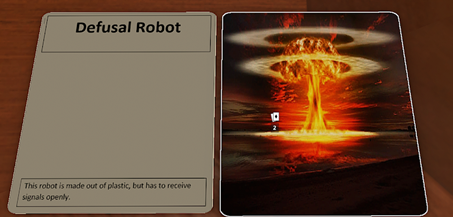 Defusal Robot
This robot is made out of plastic, but has to receive
signals openly.
2